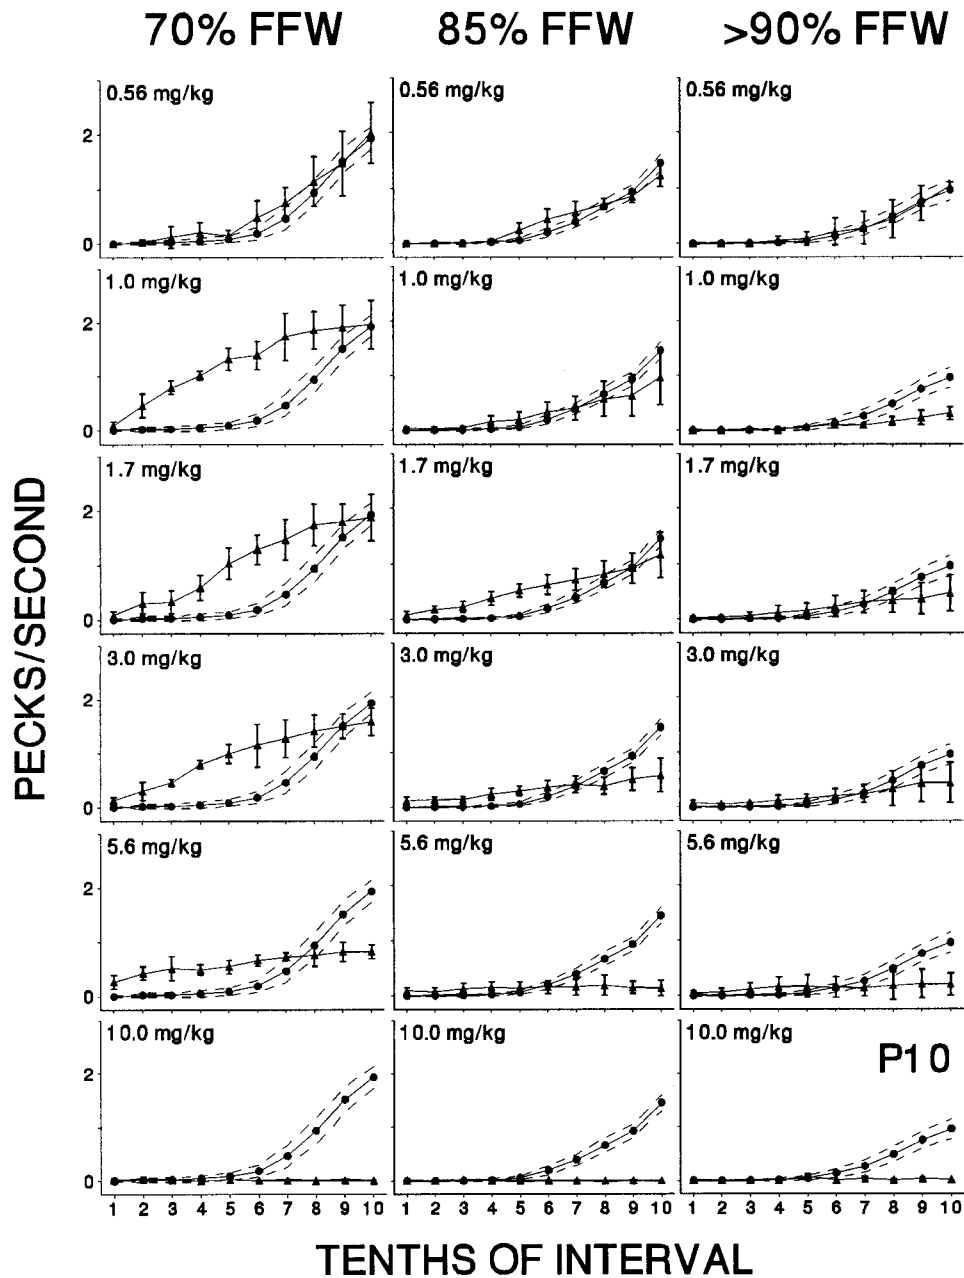 70% FFW 85% FFW >90% FFW
0.56 mg/kg 0.56 mg/kg 0.56 mg/kg
2
0
1.0 mg/kg 1.0 mg/kg 1.0 mg/kg
2
0
1.7 mg/kg 1.7 mg/kg 1.7 mg/kg
2
0
PECKS/SECOND
3.0 mg/kg 3.0 mg/kg 3.0 mg/kg
2
0
5.6 mg/kg 5.6 mg/kg 5.6 mg/kg
2
0
10.0 mg/kg 10.0 mg/kg 10.0 mg/kg
P10
2
0
1 2 3 4 5 6 7 8 9 10 1 2 3 4 5 6 7 8 9 10 1 2 3 4 5 6 7 8 9 10
TENTHS OF INTERVAL